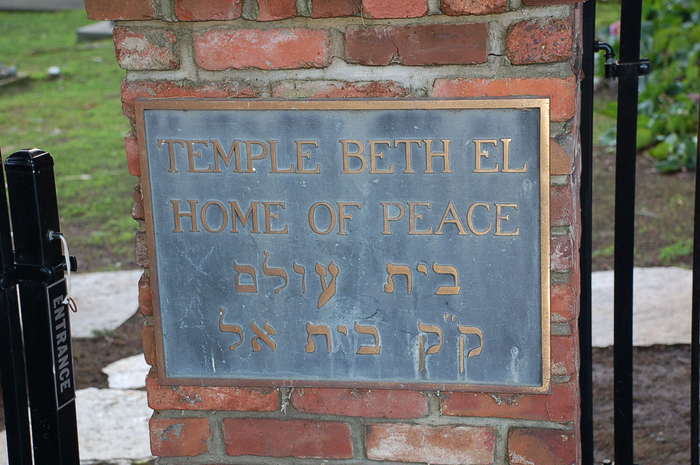 TEMPLE BETH EL
HOME OF PEACE
בית עולם
ק״ק בית אל
ENTRANCE